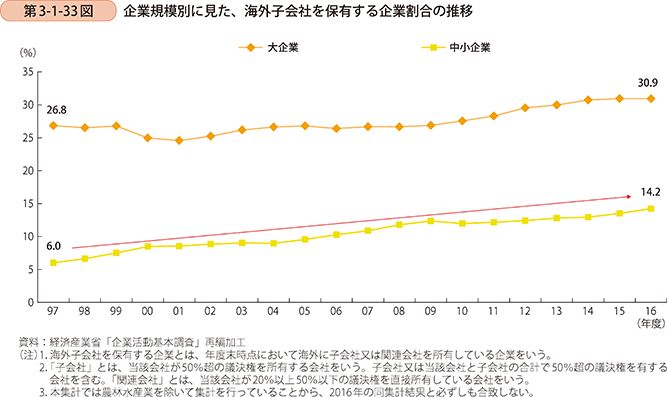 第3-1-33図 企業規模別に見た、海外子会社を保有する企業割合の推移
大企業 中小企業
(%)
35
30
25
20
15
10
5
0
26.8
30.9
14.2
6.0
97 98 99 00 01 02 03 04 05 06 07 08 09 10 11 12 13 14 15 16
(年度)
資料：経済産業省「企業活動基本調査」再編加工
(注)1. 海外子会社を保有する企業とは、年度末時点において海外に子会社又は関連会社を所有している企業をいう。
2.「子会社」とは、当該会社が50%超の議決権を所有する会社をいう。子会社又は当該会社と子会社の合計で50%超の議決権を有する
会社を含む。「関連会社」とは、当該会社が20%以上50%以下の議決権を直接所有している会社をいう。
3. 本集計では農林水産業を除いて集計を行っていることから、2016年の同集計結果と必ずしも合致しない。